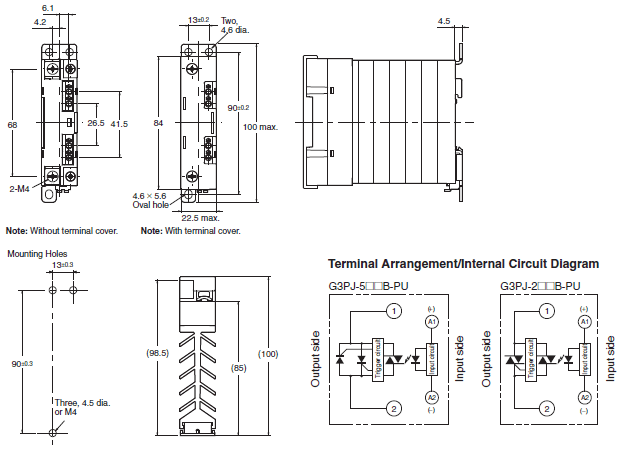 6.1
4.2
68
26.5
41.5
2-M4
Note: Without terminal cover.
13±0.2
Two,
4.6 dia.
84
90±0.2
100 max.
4.6 × 5.6
Oval hole
22.5 max.
Note: With terminal cover.
4.5
Mounting Holes
13±0.3
90±0.3
Three, 4.5 dia.
or M4
(98.5)
(85)
(100)
Terminal Arrangement/Internal Circuit Diagram
G3PJ-5□□B-PU
Output side
1
2
Trigger circuit
Input circuit
(+)
A1
A2
(−)
Input side
G3PJ-2□□B-PU
Output side
1
2
Trigger circuit
Input circuit
(+)
A1
A2
(−)
Input side